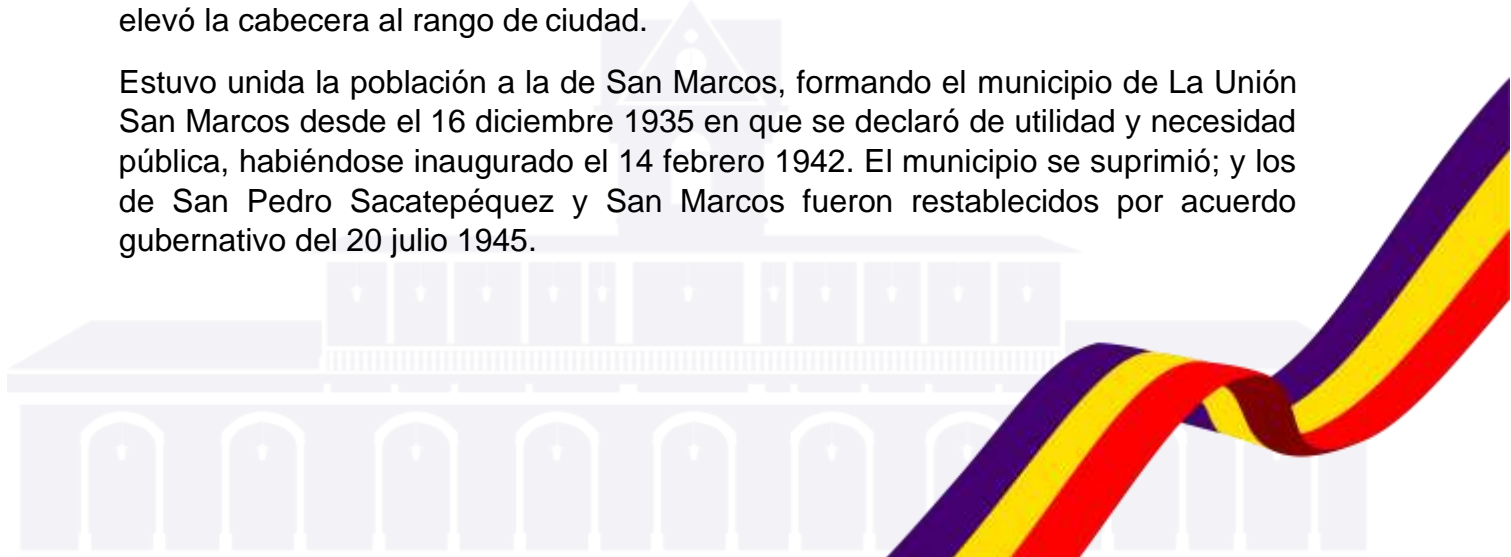 elevó la cabecera al rango de ciudad.
Estuvo unida la población a la de San Marcos, formando el municipio de La Unión
San Marcos desde el 16 diciembre 1935 en que se declaró de utilidad y necesidad
pública, habiéndose inaugurado el 14 febrero 1942. El municipio se suprimió; y los
de San Pedro Sacatepéquez y San Marcos fueron restablecidos por acuerdo
gubernativo del 20 julio 1945.